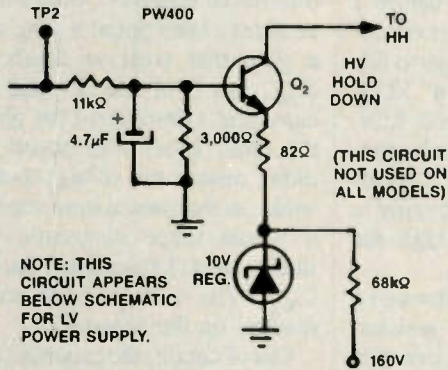 TP2
PW400
TO
HH
HV
HOLD
DOWN
Q2
11kΩ
+
4.7µF
3,000Ω
82Ω
(THIS CIRCUIT
NOT USED ON
ALL MODELS)
10V
REG.
NOTE: THIS
CIRCUIT APPEARS
BELOW SCHEMATIC
FOR LV
POWER SUPPLY.
68kΩ
160V